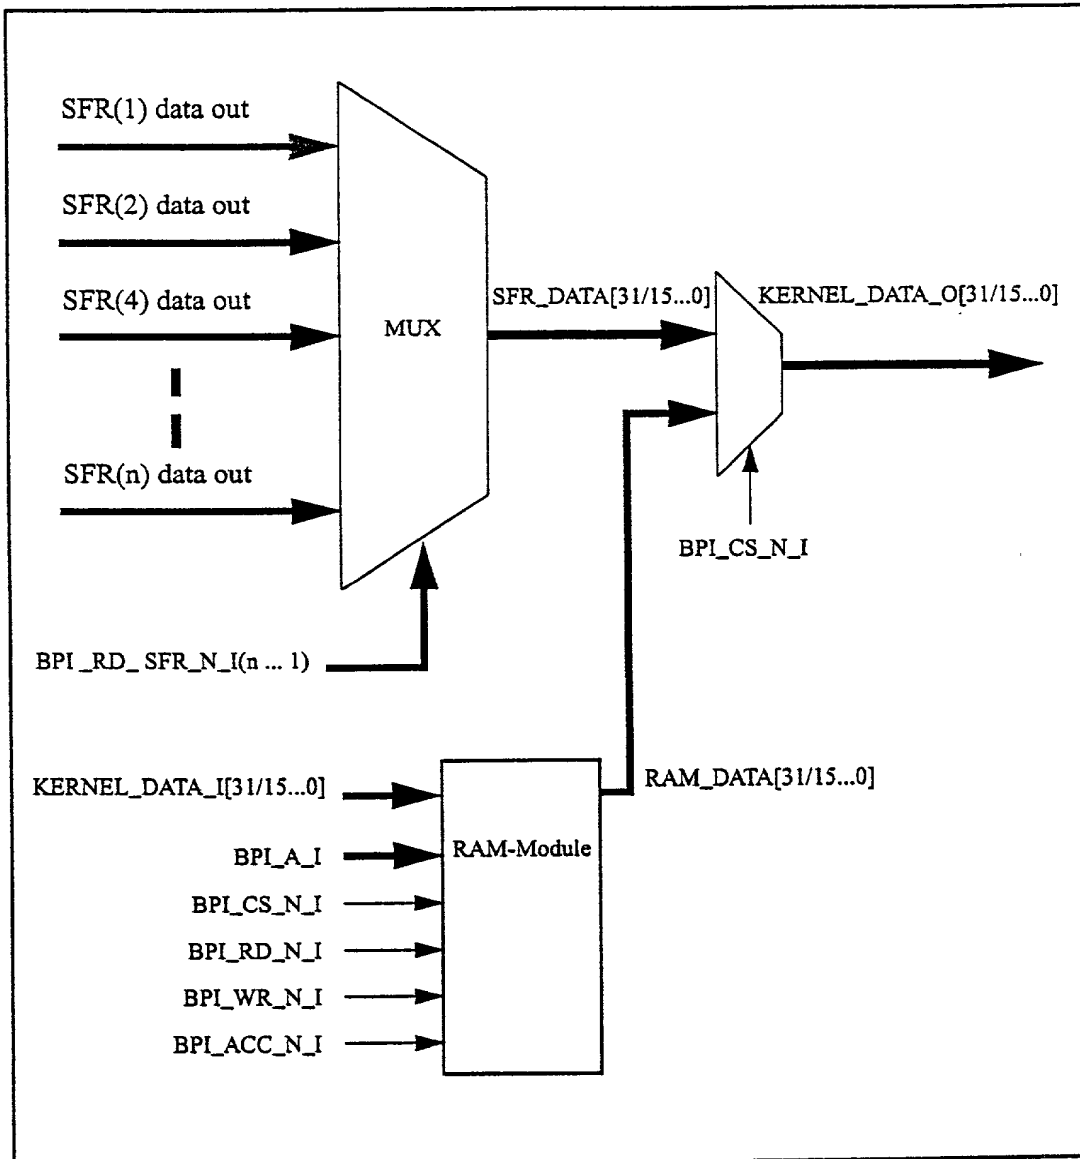 SFR(1) data out
SFR(2) data out
SFR(4) data out
SFR(n) data out
MUX
SFR_DATA[31/15...0]
KERNEL_DATA_O[31/15...0]
BPI_CS_N_I
BPI _RD_ SFR_N_I(n ... 1)
KERNEL_DATA_I[31/15...0]
BPI_A_I
BPI_CS_N_I
BPI_RD_N_I
BPI_WR_N_I
BPI_ACC_N_I
RAM-Module
RAM_DATA[31/15...0]